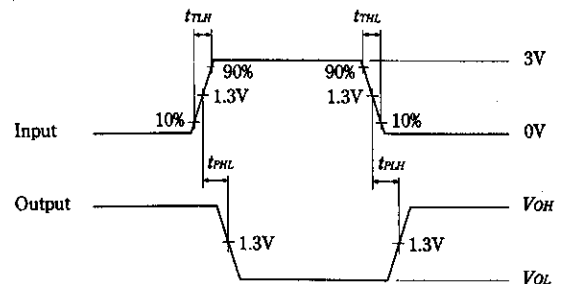 tTLH tTHL
3V
90% 90%
1.3V 1.3V
10% 10%
Input 0V
tPHL tPLH
Output VOH
1.3V 1.3V
VOL